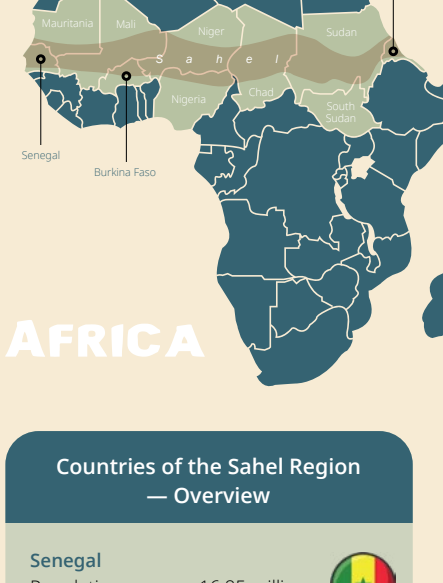 Mauritania
Mali
Niger
Sudan
Sahel
Nigeria
Chad
South
Sudan
Senegal
Burkina Faso
AFRICA
Countries of the Sahel Region
— Overview
Senegal